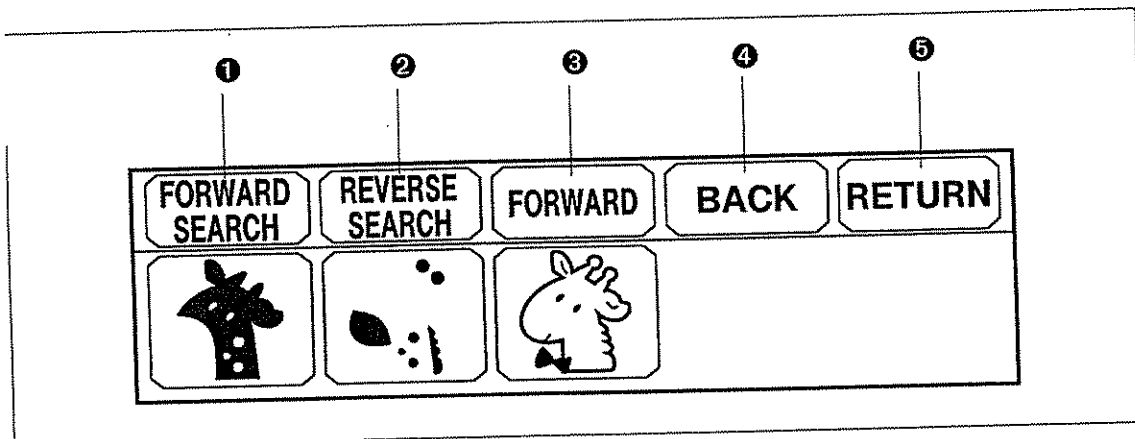 ❶ ❷ ❸ ❹ ❺
FORWARD SEARCH
REVERSE SEARCH
FORWARD
BACK
RETURN